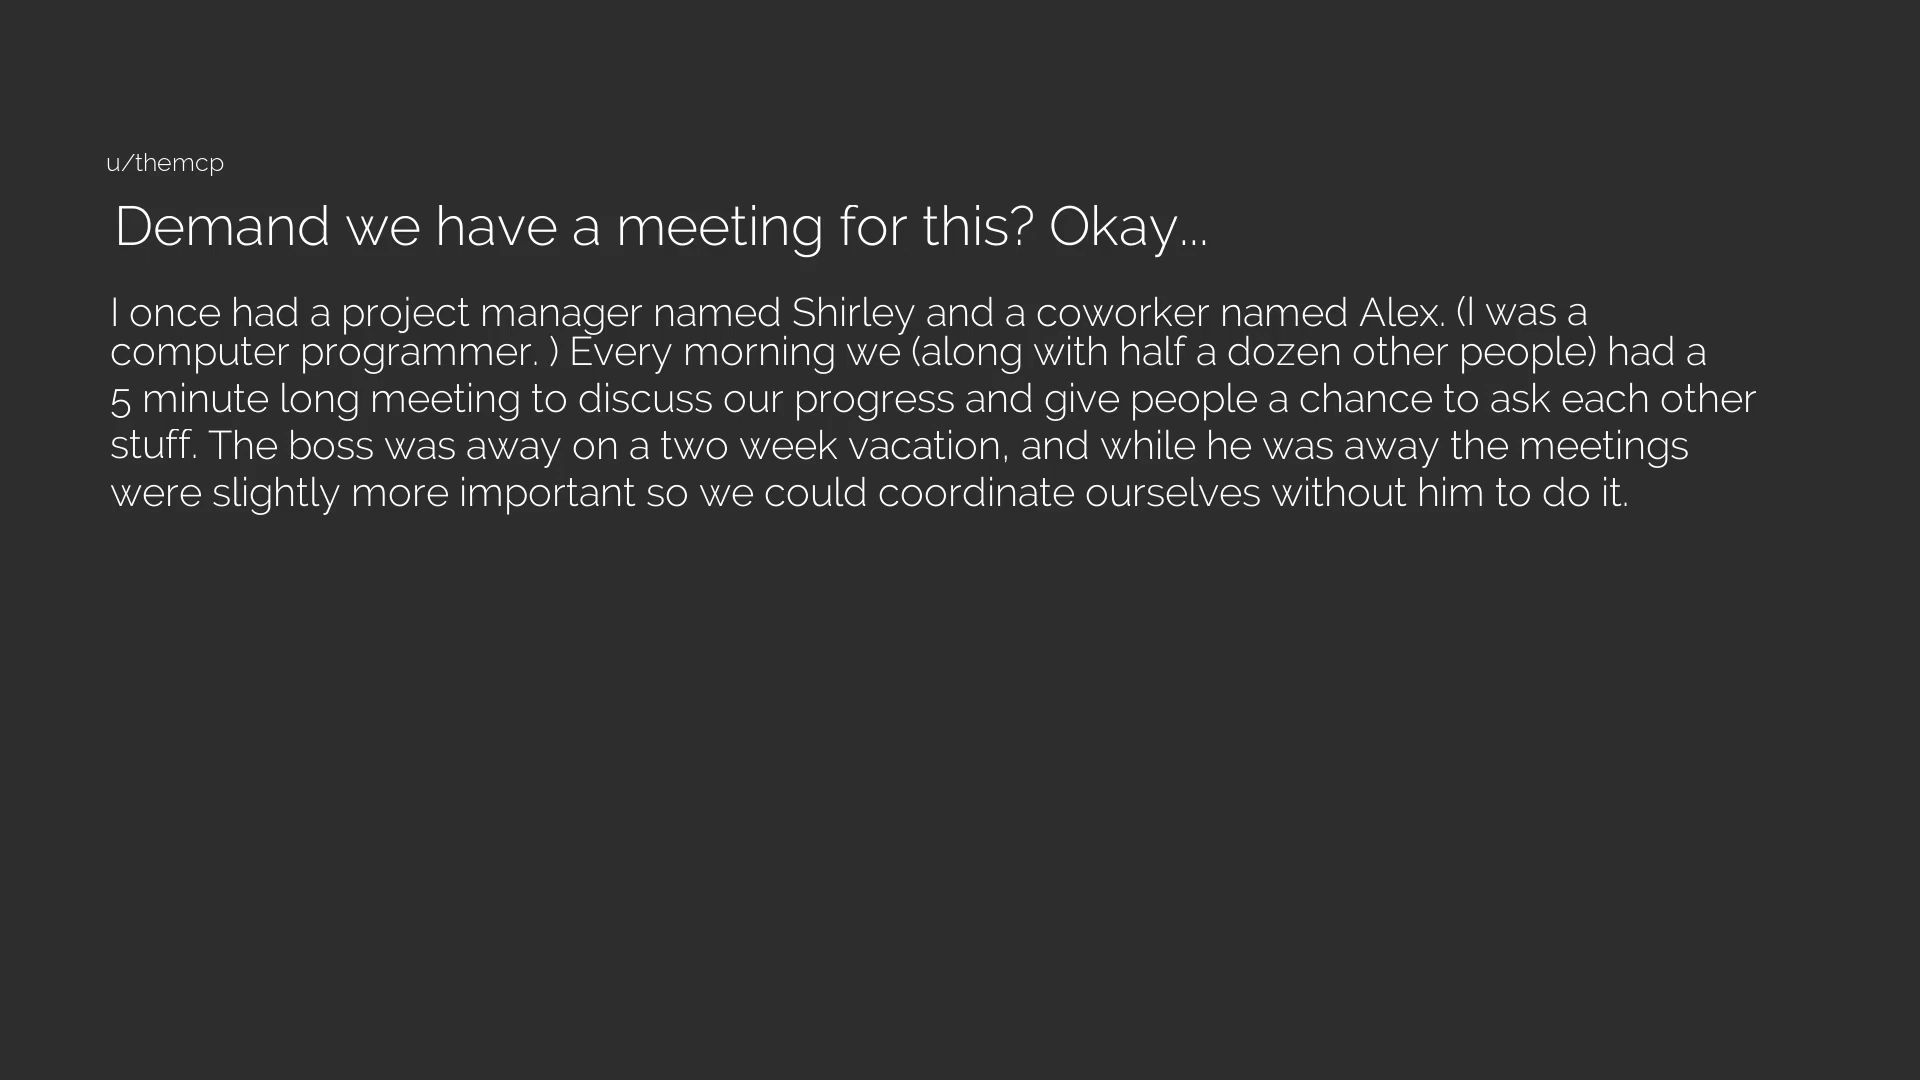 u/themcp
Demand we have a meeting for this? Okay...
I once had a project manager named Shirley and a coworker named Alex. (I was a
computer programmer. ) Every morning we (along with half a dozen other people) had a
5 minute long meeting to discuss our progress and give people a chance to ask each other
stuff. The boss was away on a two week vacation, and while he was away the meetings
were slightly more important so we could coordinate ourselves without him to do it.